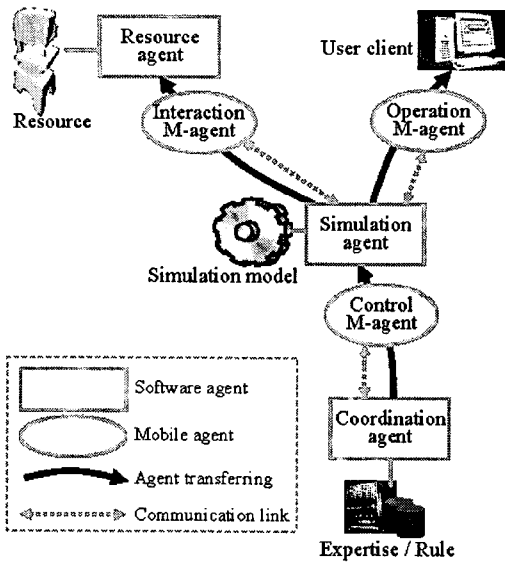 Resource
agent
User client
Resource
Interaction
M-agent
Operation
M-agent
Simulation
agent
Simulation model
Control
M-agent
Software agent
Mobile agent
Agent transferring
Communication link
Coordination
agent
Expertise / Rule